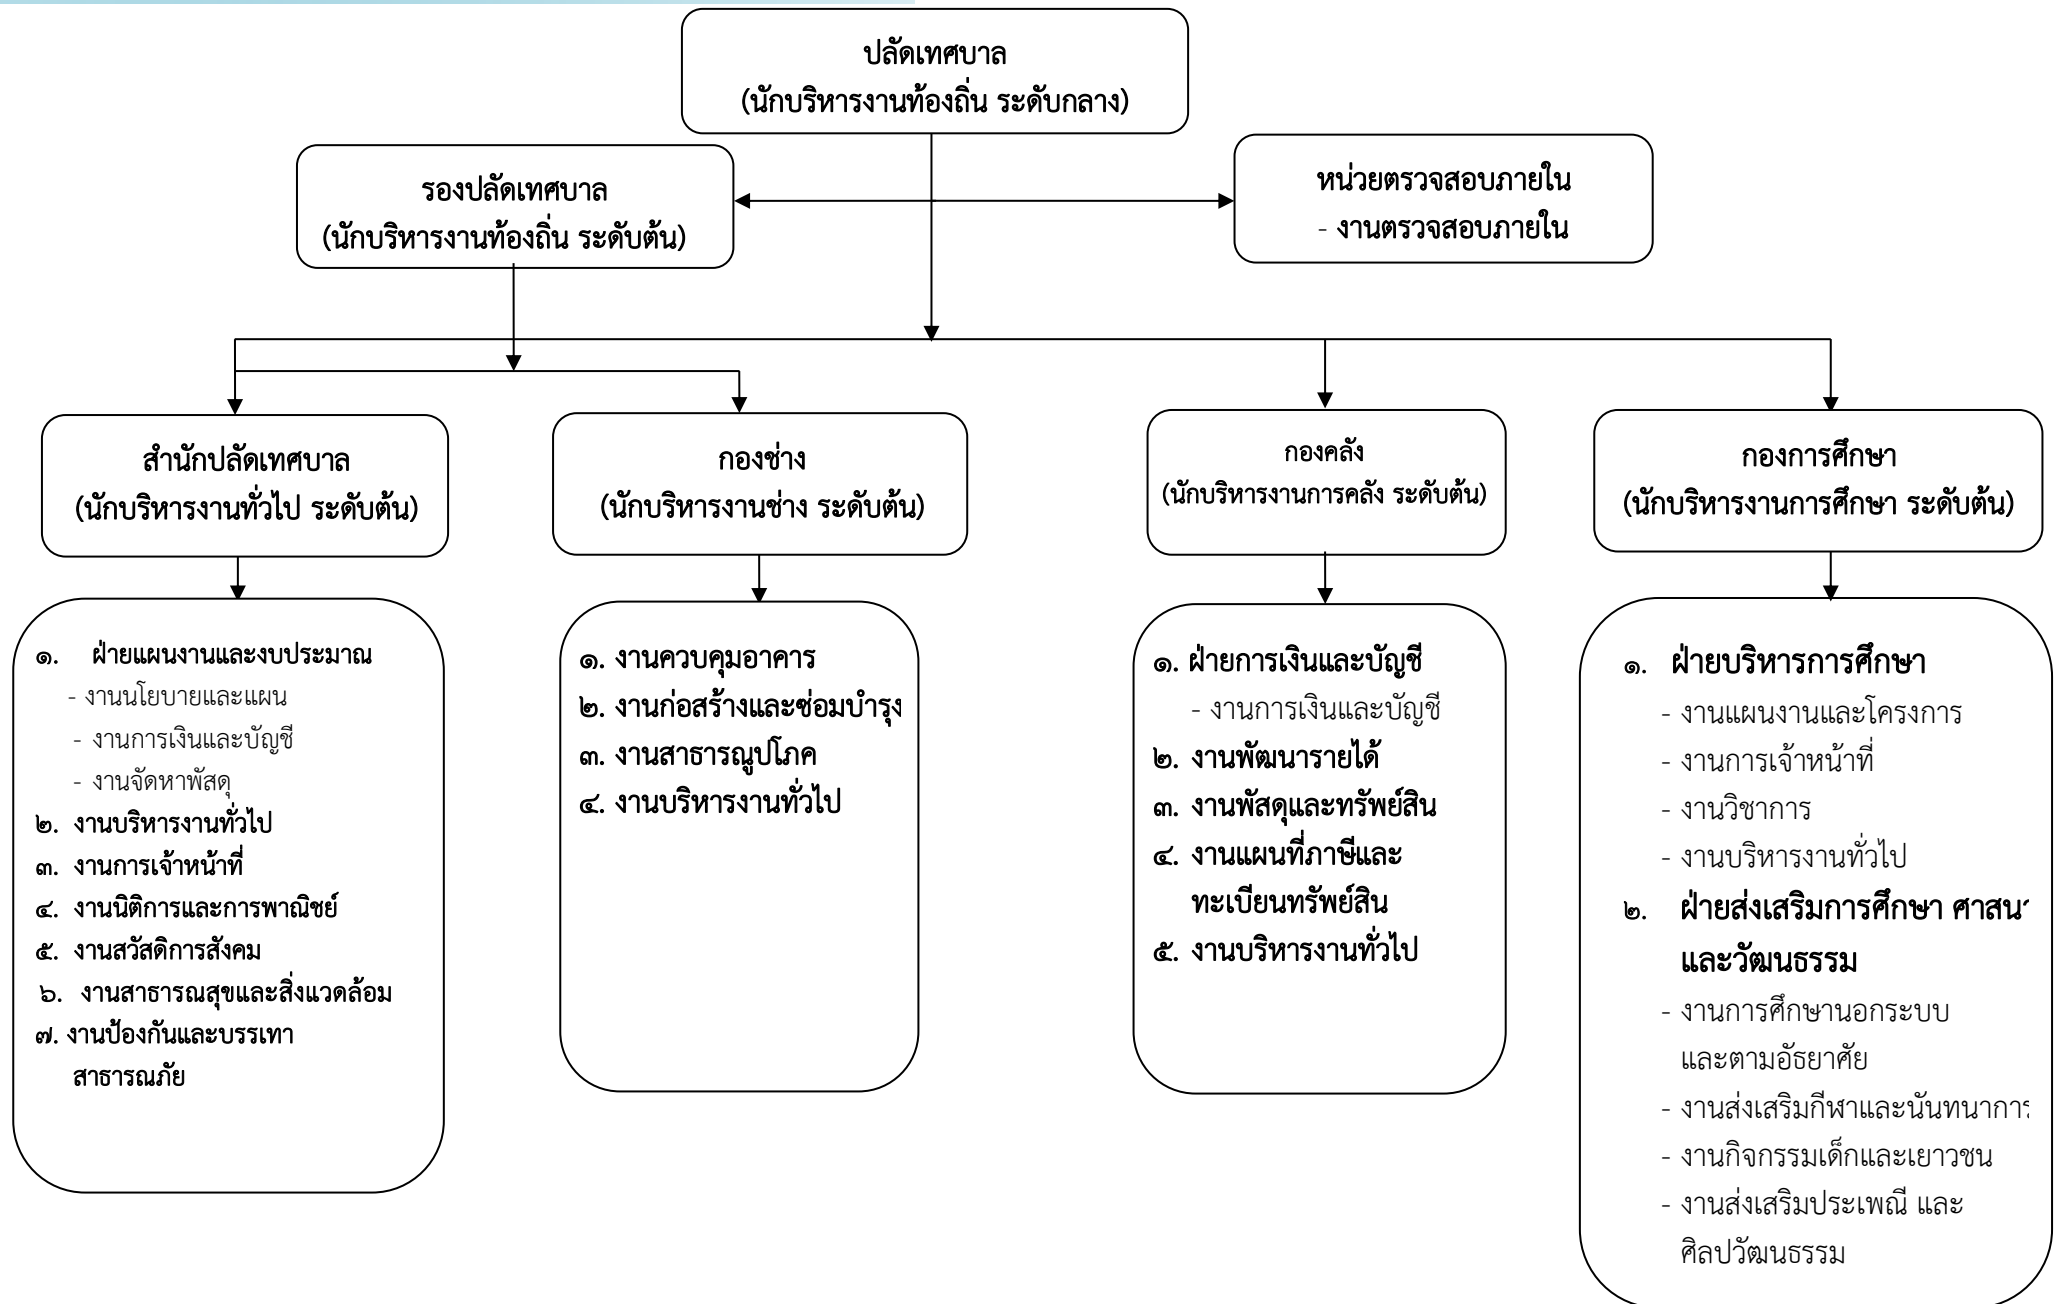 ปลัดเทศบาล
(นักบริหารงานท้องถิ่น ระดับกลาง)
รองปลัดเทศบาล
(นักบริหารงานท้องถิ่น ระดับต้น)
หน่วยตรวจสอบภายใน
- งานตรวจสอบภายใน
สำนักปลัดเทศบาล
(นักบริหารงานทั่วไป ระดับต้น)
กองช่าง
(นักบริหารงานช่าง ระดับต้น)
กองคลัง
(นักบริหารงานการคลัง ระดับต้น)
กองการศึกษา
(นักบริหารงานการศึกษา ระดับต้น)
๑. ฝ่ายแผนงานและงบประมาณ
- งานนโยบายและแผน
- งานการเงินและบัญชี
- งานจัดหาพัสดุ
๒. งานบริหารงานทั่วไป
๓. งานการเจ้าหน้าที่
๔. งานนิติการและการพาณิชย์
๕. งานสวัสดิการสังคม
๖. งานสาธารณสุขและสิ่งแวดล้อม
๗. งานป้องกันและบรรเทา
สาธารณภัย
๑. งานควบคุมอาคาร
๒. งานก่อสร้างและซ่อมบำรุง
๓. งานสาธารณูปโภค
๔. งานบริหารงานทั่วไป
๑. ฝ่ายการเงินและบัญชี
- งานการเงินและบัญชี
๒. งานพัฒนารายได้
๓. งานพัสดุและทรัพย์สิน
๔. งานแผนที่ภาษีและ
ทะเบียนทรัพย์สิน
๕. งานบริหารงานทั่วไป
๑. ฝ่ายบริหารการศึกษา
- งานแผนงานและโครงการ
- งานการเจ้าหน้าที่
- งานวิชาการ
- งานบริหารงานทั่วไป
๒. ฝ่ายส่งเสริมการศึกษา ศาสนา
และวัฒนธรรม
- งานการศึกษานอกระบบ
และตามอัธยาศัย
- งานส่งเสริมกีฬาและนันทนาการ
- งานกิจกรรมเด็กและเยาวชน
- งานส่งเสริมประเพณี และ
ศิลปวัฒนธรรม